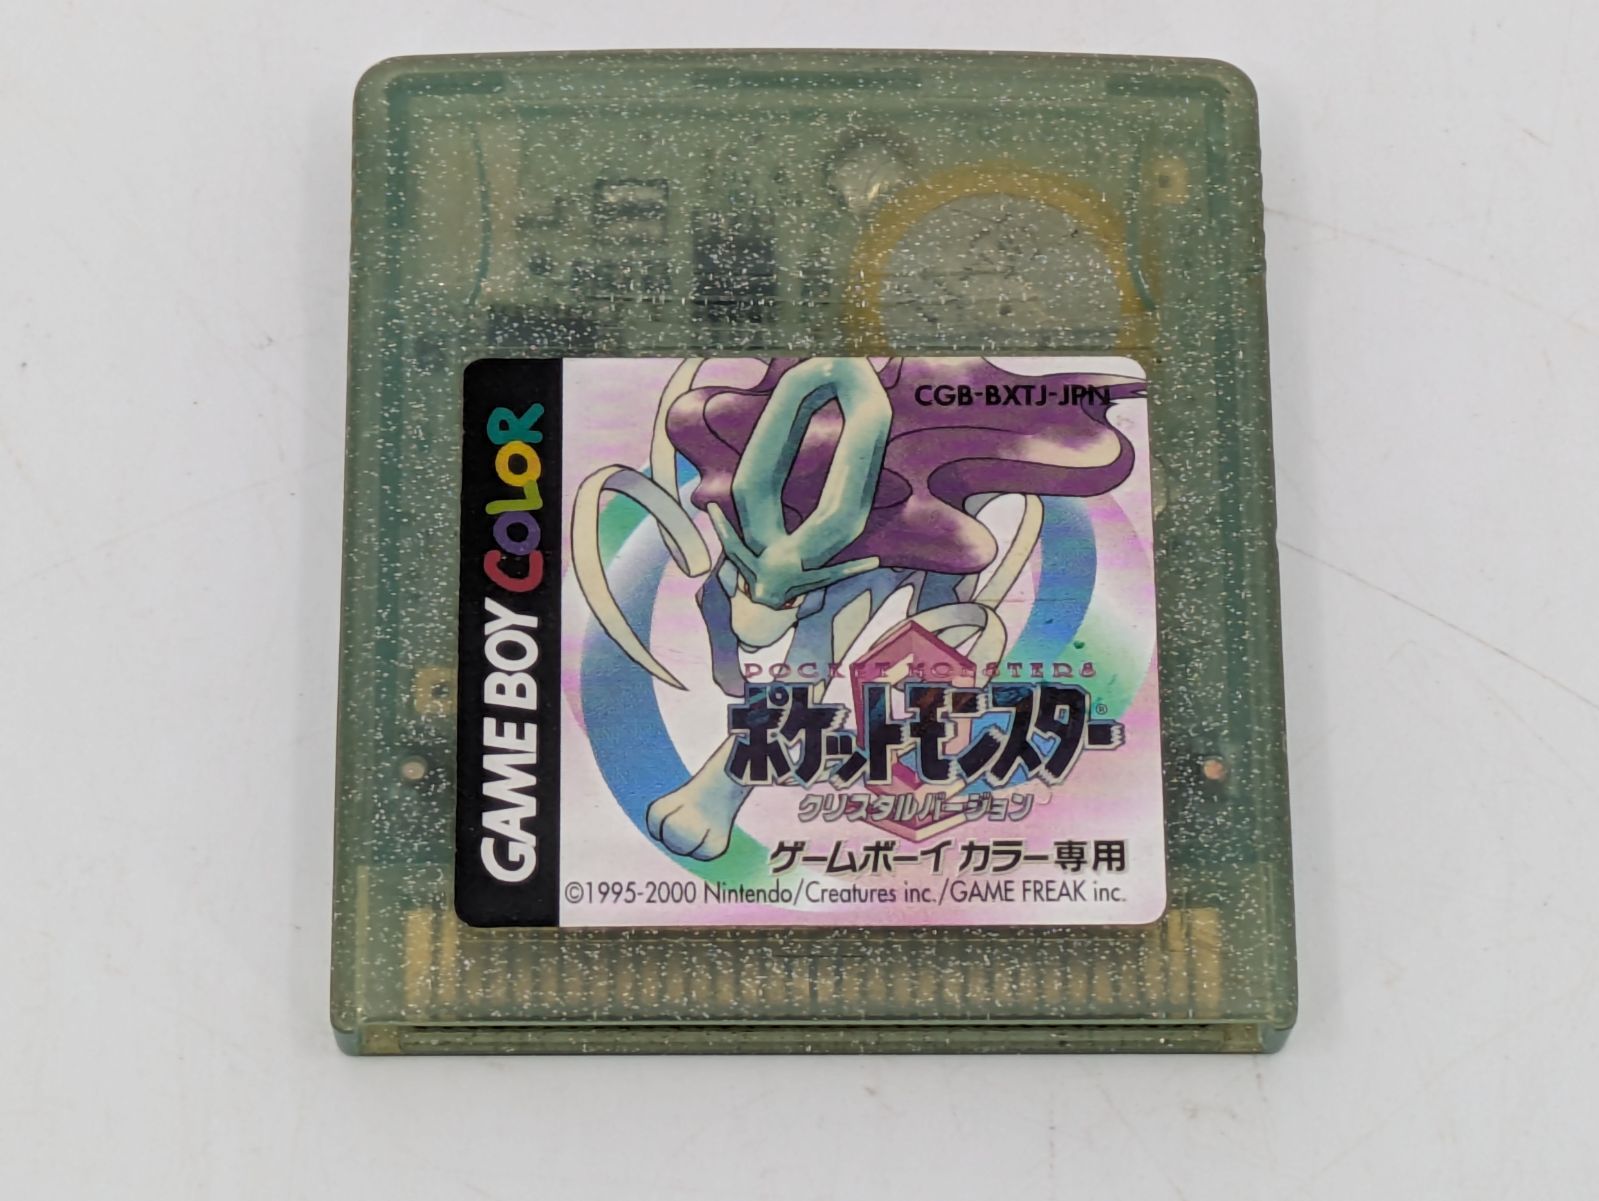 GAME BOY COLOR
CGB-BXTJ-JPN
POCKET MONSTERS
ポケットモンスター®
クリスタルバージョン
ゲームボーイカラー専用
©1995-2000 Nintendo/Creatures inc./GAME FREAK inc.